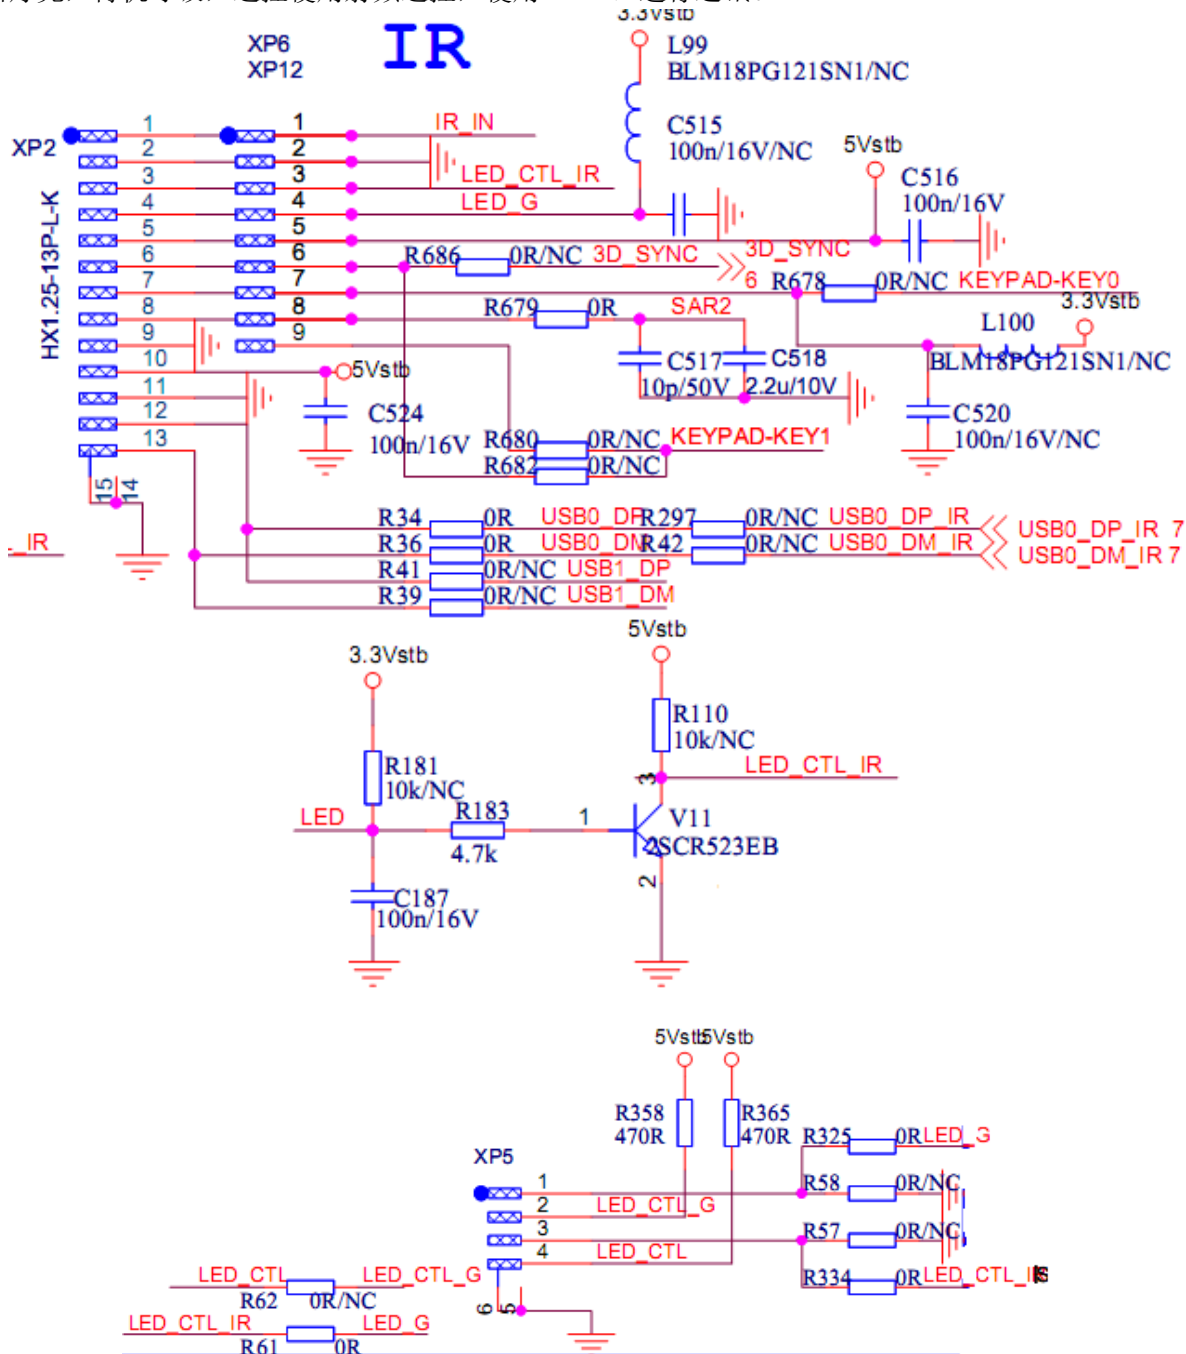 3.3Vstb
IR
XP6
XP12
L99
BLM18PG121SN1/NC
XP2
HX1.25-13P-L-K
1
2
3
4
5
6
7
8
9
10
11
12
13
15
14
1
2
3
4
5
6
7
8
9
IR_IN
LED_CTL_IR
LED_G
C515
100n/16V/NC
5Vstb
C516
100n/16V
R686
0R/NC
3D_SYNC
3D_SYNC
6
R678
0R/NC
KEYPAD-KEY0
3.3Vstb
R679
0R
SAR2
L100
BLM18PG121SN1/NC
5Vstb
C517
10p/50V
C518
2.2u/10V
C524
100n/16V
C520
100n/16V/NC
R680
0R/NC
KEYPAD-KEY1
R682
0R/NC
R34
0R
USB0_DP
R297
0R/NC
USB0_DP_IR
USB0_DP_IR 7
_IR
R36
0R
USB0_DM
R42
0R/NC
USB0_DM_IR
USB0_DM_IR 7
R41
0R/NC
USB1_DP
R39
0R/NC
USB1_DM
3.3Vstb
5Vstb
R110
10k/NC
R181
10k/NC
LED_CTL_IR
3
LED
R183
4.7k
1
V11
2SCR523EB
2
C187
100n/16V
5Vstb
5Vstb
R358
470R
R365
470R
R325
0R
LED_G
XP5
1
2
3
4
6
5
R58
0R/NC
LED_CTL_G
R57
0R/NC
LED_CTL
R334
0R
LED_CTL
LED_CTL_G
R62
0R/NC
LED_CTL_IR
LED_G
R61
0R